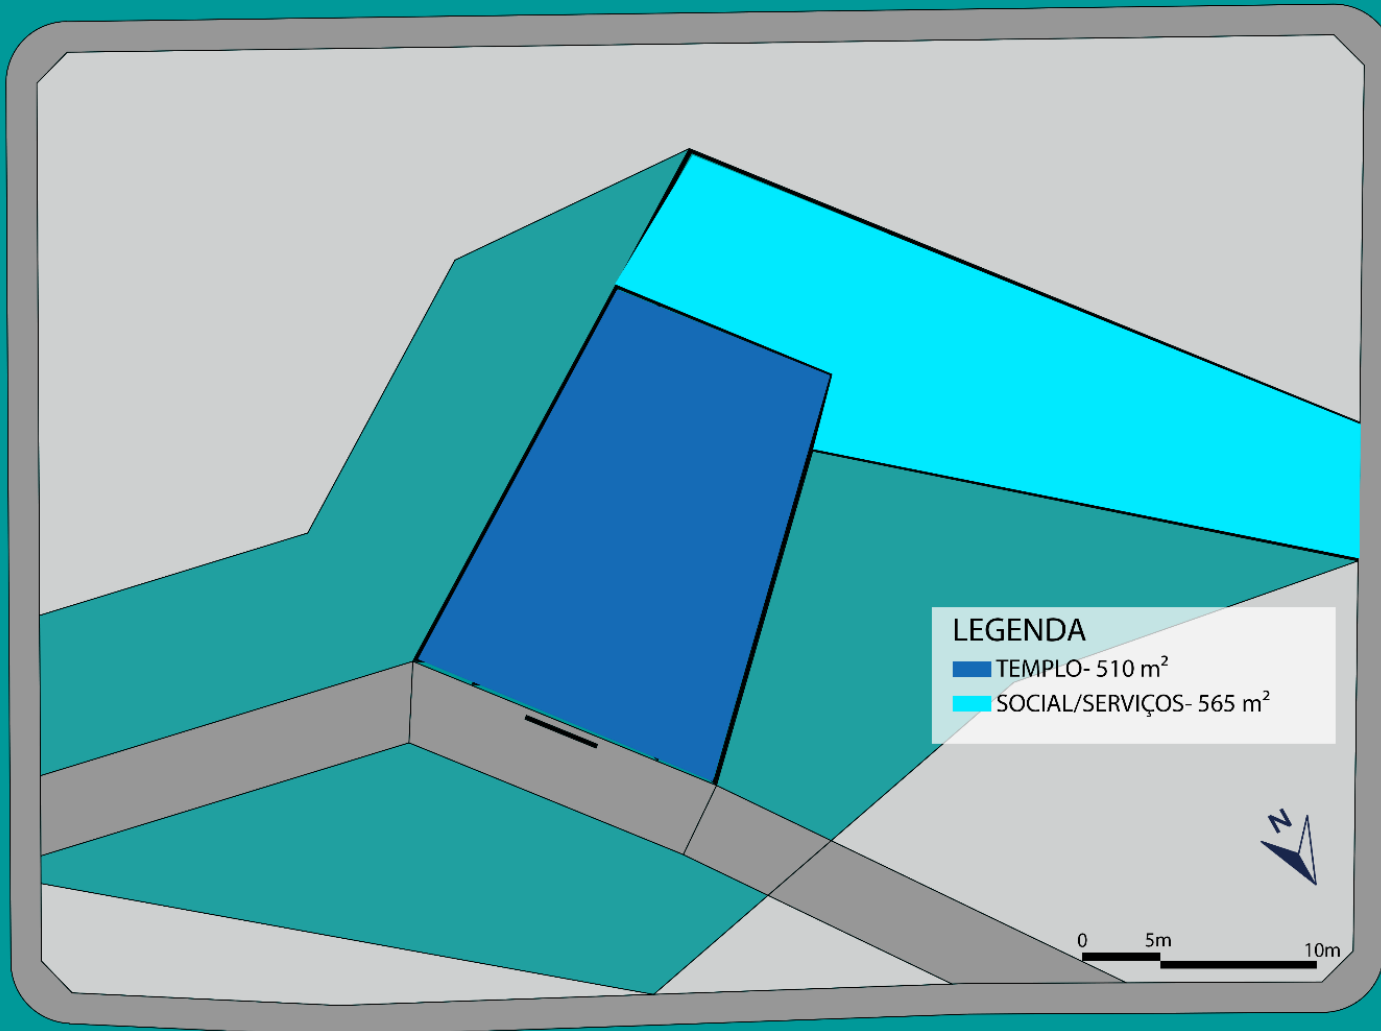 LEGENDA
TEMPLO- 510 m²
SOCIAL/SERVIÇOS- 565 m²
N
0 5m 10m